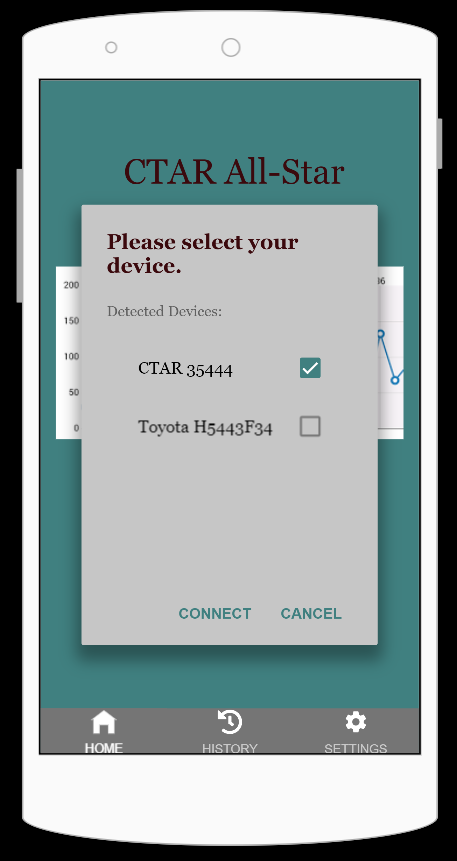 CTAR All-Star
Please select your
device.
Detected Devices:
CTAR 35444
Toyota H5443F34
200
150
100
50
0
CONNECT CANCEL
HOME HISTORY SETTINGS